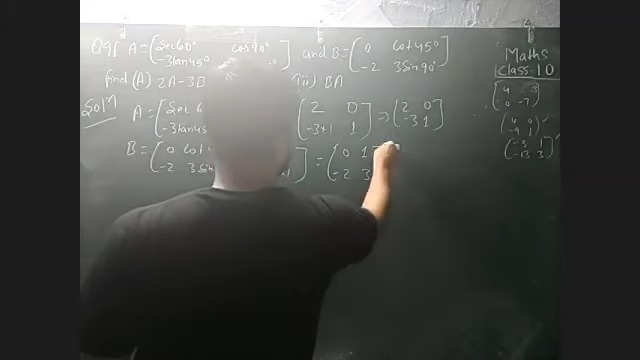 Q9 If A = [sec60° cos90° and B = [0 cot45°
-3tan45° -2 3sin90°]
find (A) 2A-3B (iii) BA
Maths
Class 10
4 3
0 -7
4 0
-9 1
-3 1
-13 3
Solⁿ
A = [sec 6 [2 0 ⇒ [2 0
-3tan45° -3×1 1] -3 1]
B = [0 cot = [0 1
-2 3 -2 3